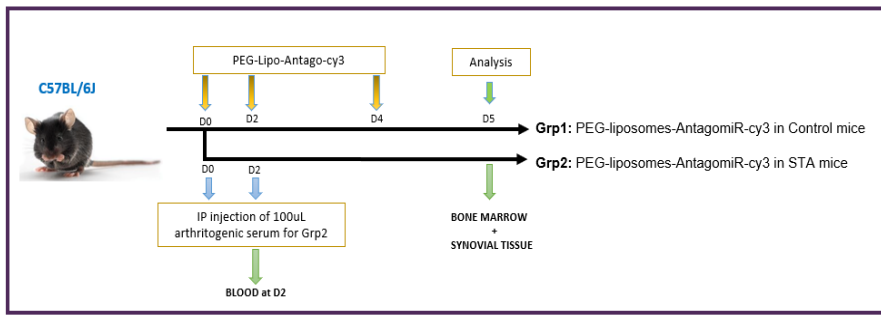 PEG-Lipo-Antago-cy3
Analysis
C57BL/6J
D0
D2
D4
D5
Grp1: PEG-liposomes-AntagomiR-cy3 in Control mice
Grp2: PEG-liposomes-AntagomiR-cy3 in STA mice
D0
D2
IP injection of 100uL
arthritogenic serum for Grp2
BONE MARROW
+
SYNOVIAL TISSUE
BLOOD at D2